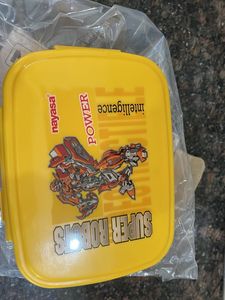 nayasa
POWER
intelligence
SUPER ROBOTS